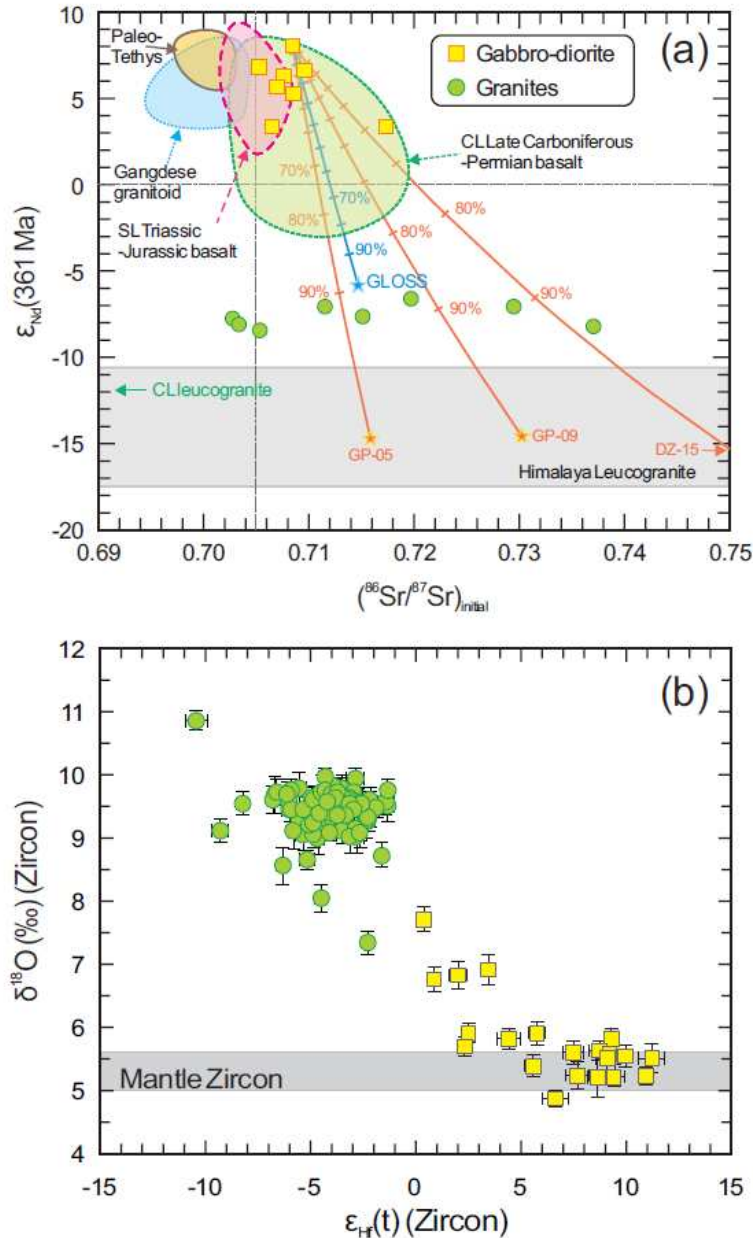 (a)
Paleo-
Tethys
Gabbro-diorite
Granites
CL Late Carboniferous
-Permian basalt
Gangdese
granitoid
SL Triassic
-Jurassic basalt
70%
70%
80%
80%
80%
90%
90%
90%
90%
GLOSS
CL leucogranite
GP-05
GP-09
DZ-15
Himalaya Leucogranite
10
5
0
-5
-10
-15
-20
εNd(361 Ma)
0.69 0.70 0.71 0.72 0.73 0.74 0.75
(⁸⁶Sr/⁸⁷Sr)initial
(b)
12
11
10
9
8
7
6
5
4
δ¹⁸O (‰) (Zircon)
Mantle Zircon
-15 -10 -5 0 5 10 15
εHf(t) (Zircon)